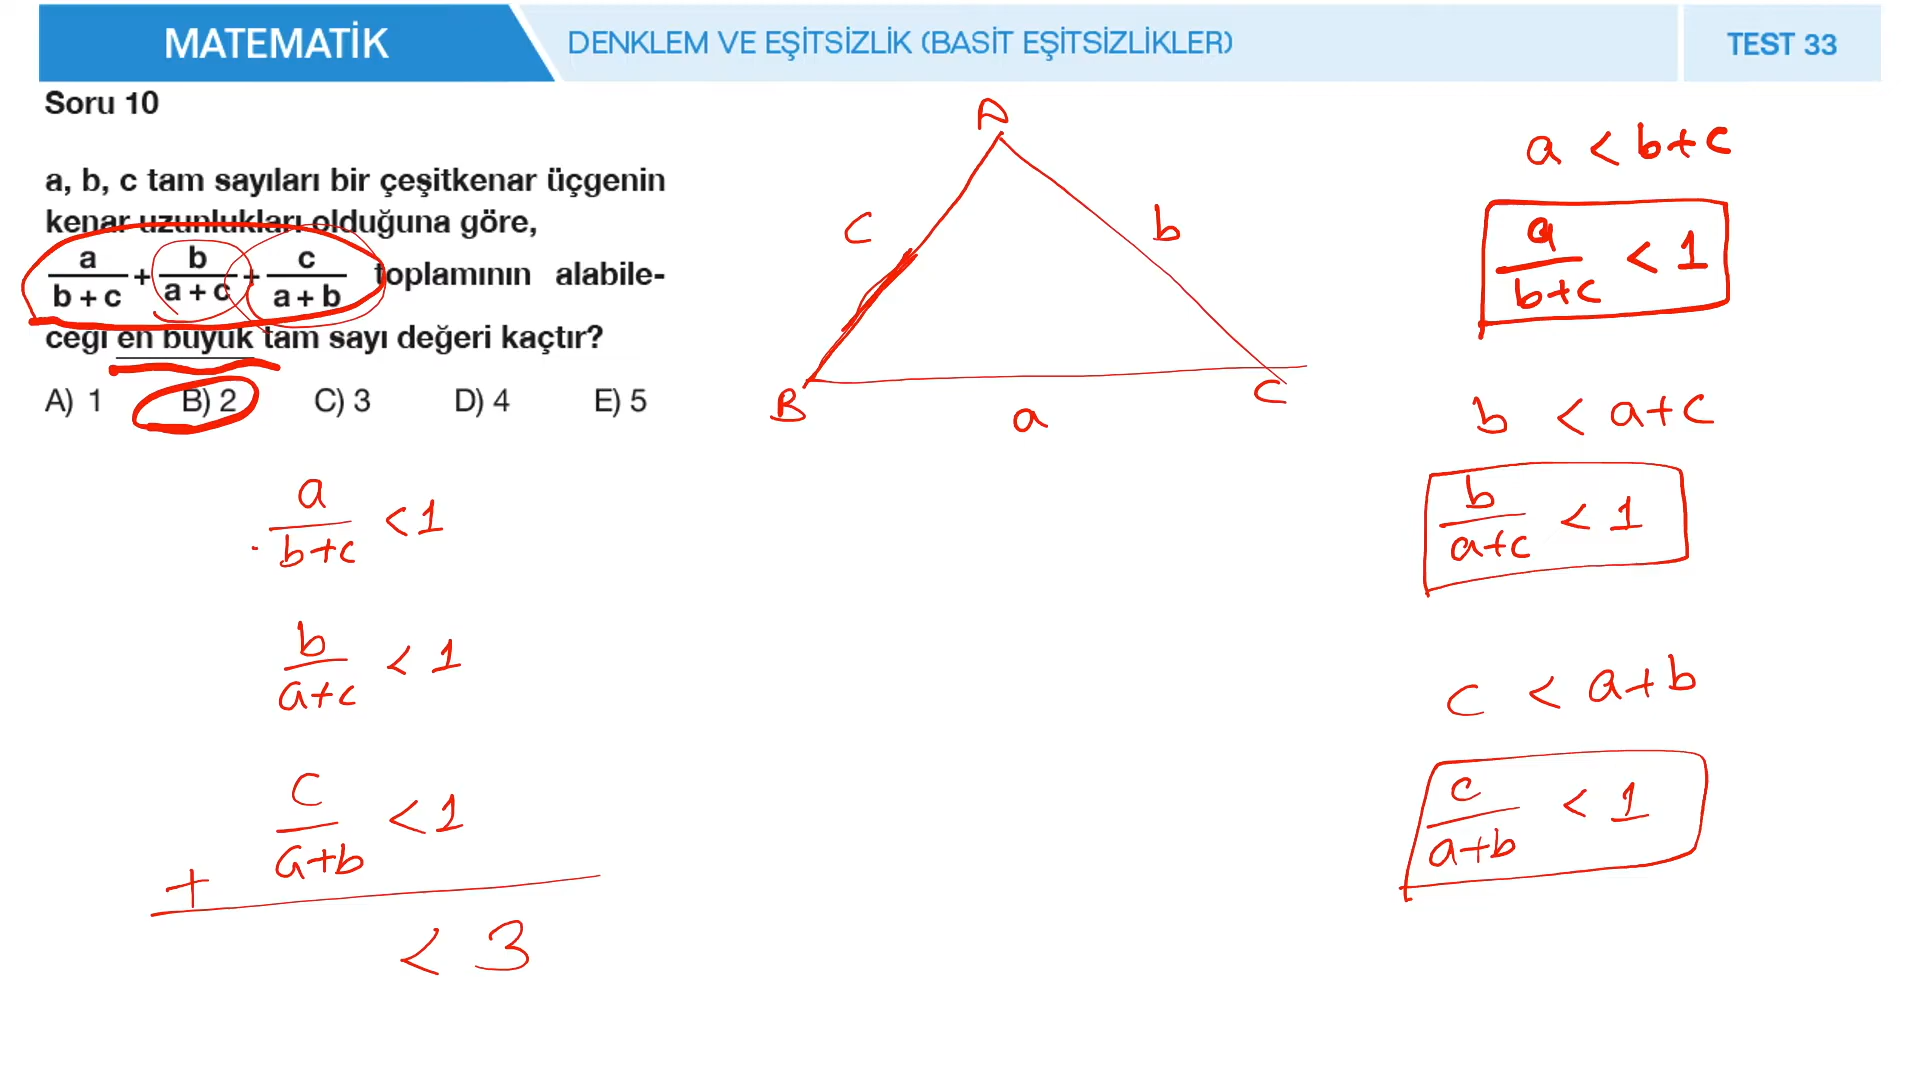 MATEMATİK
DENKLEM VE EŞİTSİZLİK (BASİT EŞİTSİZLİKLER)
TEST 33
Soru 10
a, b, c tam sayıları bir çeşitkenar üçgenin
kenar uzunlukları olduğuna göre,
a/(b + c) + b/(a + c) + c/(a + b) toplamının alabile-
ceği en büyük tam sayı değeri kaçtır?
A) 1 B) 2 C) 3 D) 4 E) 5
A
c
b
B
a
C
a < b+c
a/(b+c) < 1
b < a+c
b/(a+c) < 1
c < a+b
c/(a+b) < 1
a/(b+c) < 1
b/(a+c) < 1
c/(a+b) < 1
+
< 3